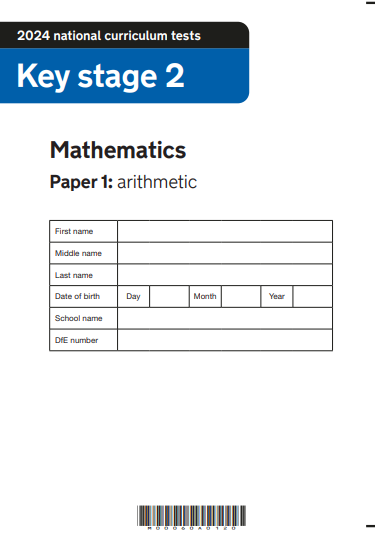 2024 national curriculum tests
Key stage 2
Mathematics
Paper 1: arithmetic
First name
Middle name
Last name
Date of birth Day Month Year
School name
DfE number
M00060A0120